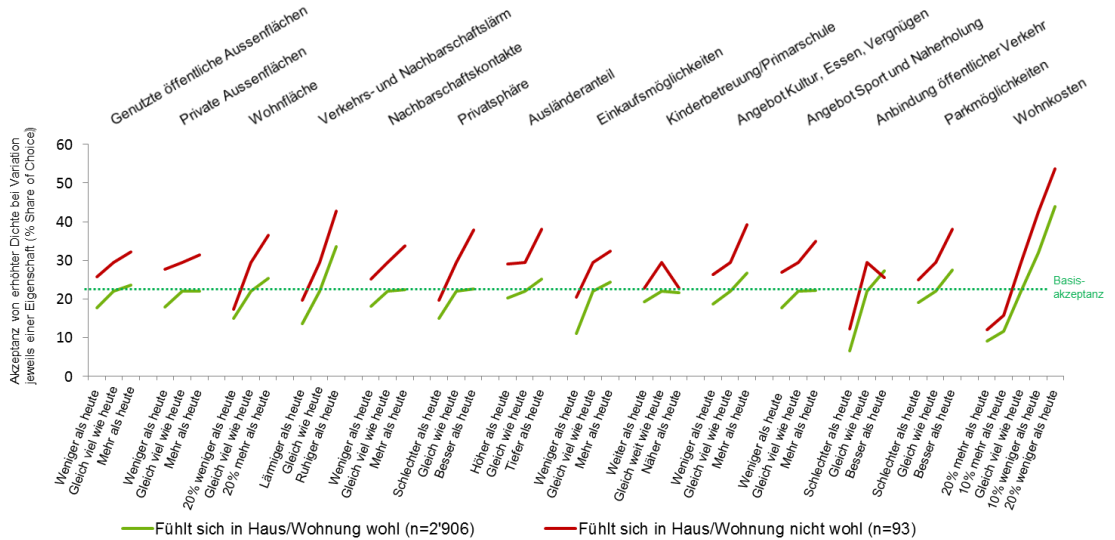 Genutzte öffentliche Aussenflächen
Private Aussenflächen
Wohnfläche
Verkehrs- und Nachbarschaftslärm
Nachbarschaftskontakte
Privatsphäre
Ausländeranteil
Einkaufsmöglichkeiten
Kinderbetreuung/Primarschule
Angebot Kultur, Essen, Vergnügen
Angebot Sport und Naherholung
Anbindung öffentlicher Verkehr
Parkmöglichkeiten
Wohnkosten
Akzeptanz von erhöhter Dichte bei Variation
jeweils einer Eigenschaft (% Share of Choice)
60
50
40
30
20
10
0
Basis-
akzeptanz
Weniger als heute
Gleich viel wie heute
Mehr als heute
Weniger als heute
Gleich viel wie heute
Mehr als heute
20% weniger als heute
Gleich viel wie heute
20% mehr als heute
Lärmiger als heute
Gleich wie heute
Ruhiger als heute
Weniger als heute
Gleich viel wie heute
Mehr als heute
Schlechter als heute
Gleich wie heute
Besser als heute
Höher als heute
Gleich wie heute
Tiefer als heute
Weniger als heute
Gleich viel wie heute
Mehr als heute
Weiter als heute
Gleich weit wie heute
Näher als heute
Weniger als heute
Gleich viel wie heute
Mehr als heute
Weniger als heute
Gleich viel wie heute
Mehr als heute
Schlechter als heute
Gleich wie heute
Besser als heute
Schlechter als heute
Gleich wie heute
Besser als heute
20% mehr als heute
10% mehr als heute
Gleich viel wie heute
10% weniger als heute
20% weniger als heute
Fühlt sich in Haus/Wohnung wohl (n=2'906)
Fühlt sich in Haus/Wohnung nicht wohl (n=93)